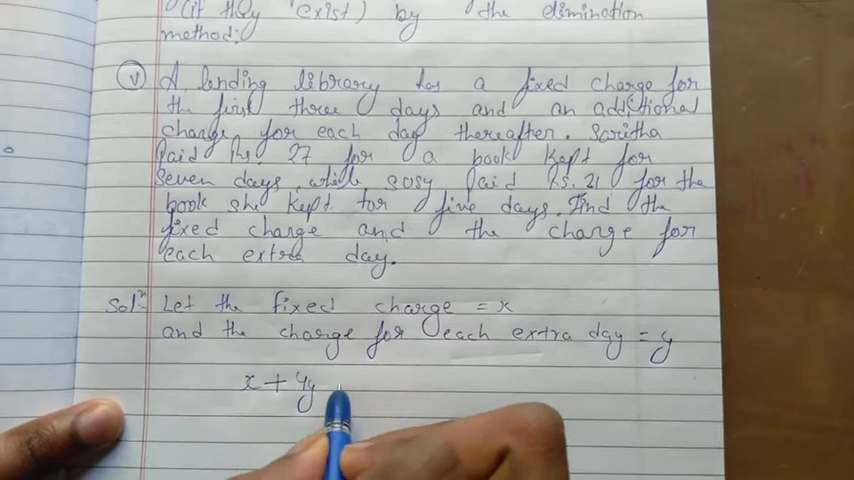 (if they exist) by the elimination
method:
(v) A lending library has a fixed charge for
the first three days and an additional
charge for each day thereafter. Saritha
Paid Rs. 27 for a book kept for
seven days, while susy paid Rs. 21 for the
book she kept for five days. Find the
fixed charge and the charge for
each extra day.
Solⁿ:- Let the fixed charge = x
and the charge for each extra day = y
x + 4y